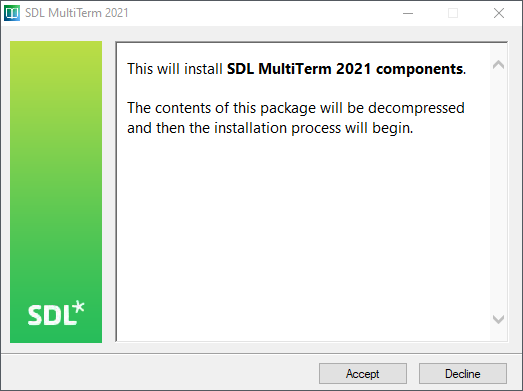 SDL MultiTerm 2021
This will install SDL MultiTerm 2021 components.
The contents of this package will be decompressed
and then the installation process will begin.
SDL*
Accept
Decline